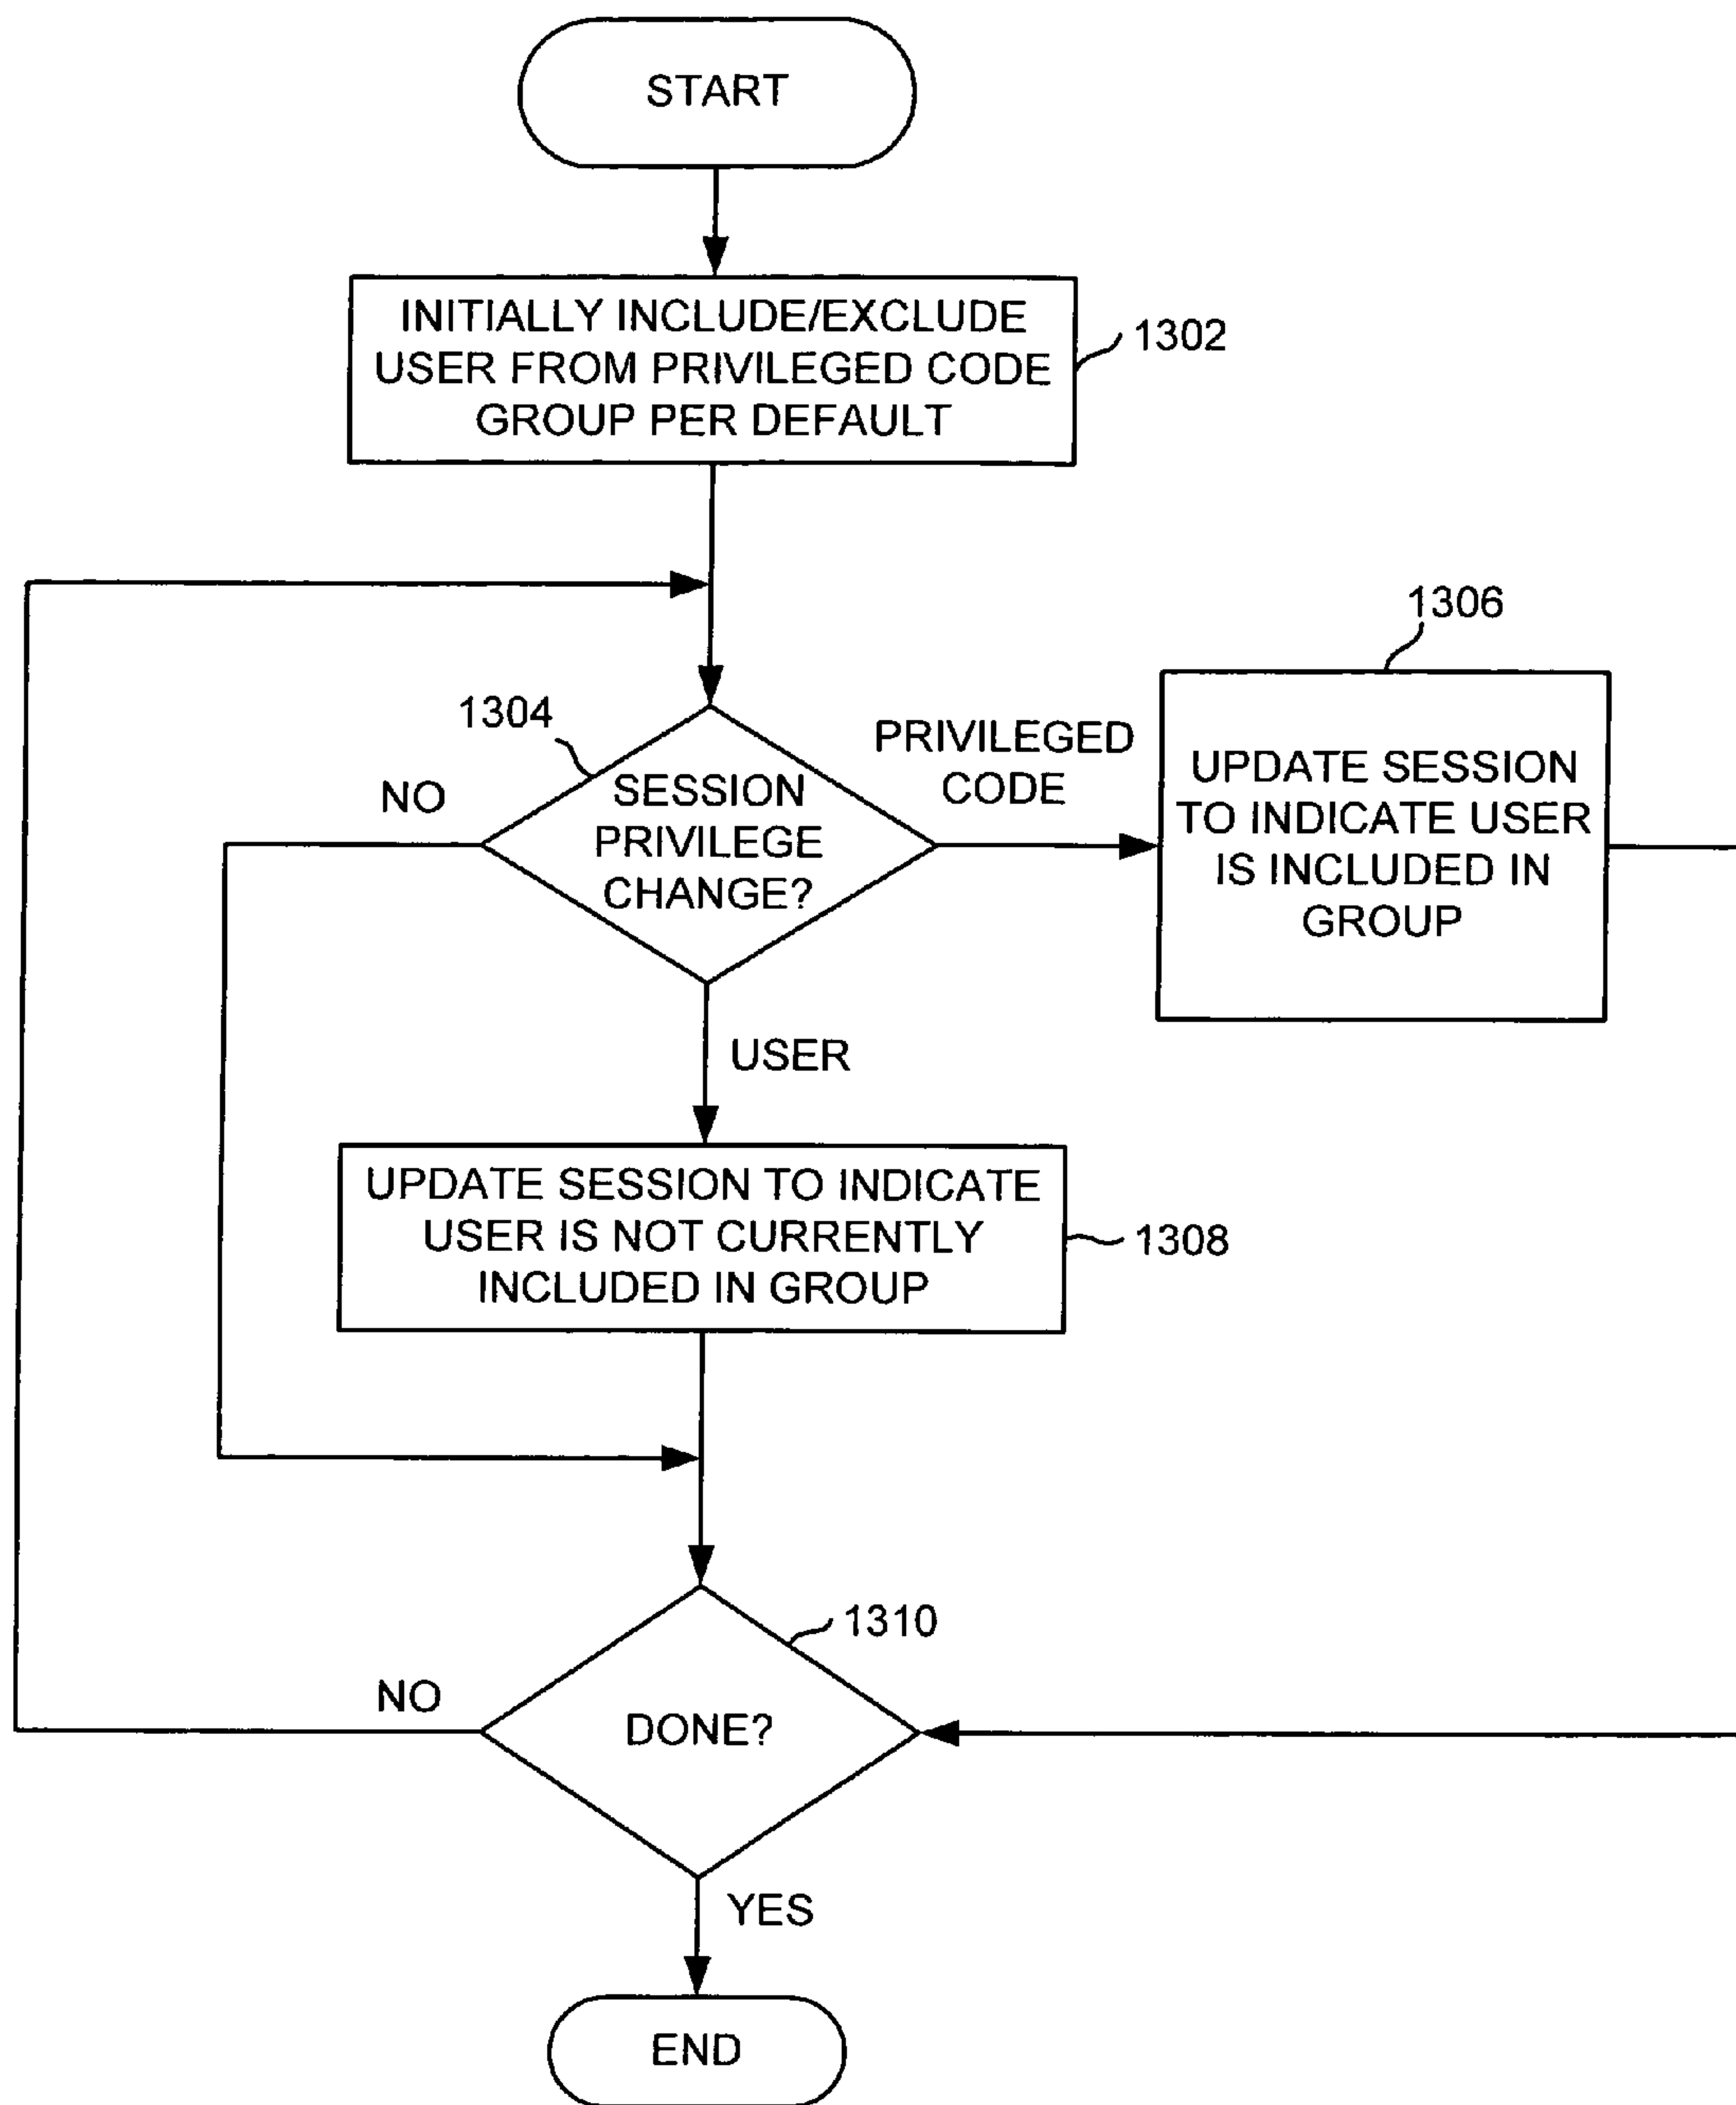 START
INITIALLY INCLUDE/EXCLUDE
USER FROM PRIVILEGED CODE
GROUP PER DEFAULT
1302
1306
1304
NO
SESSION
PRIVILEGE
CHANGE?
PRIVILEGED
CODE
UPDATE SESSION
TO INDICATE USER
IS INCLUDED IN
GROUP
USER
UPDATE SESSION TO INDICATE
USER IS NOT CURRENTLY
INCLUDED IN GROUP
1308
1310
NO
DONE?
YES
END